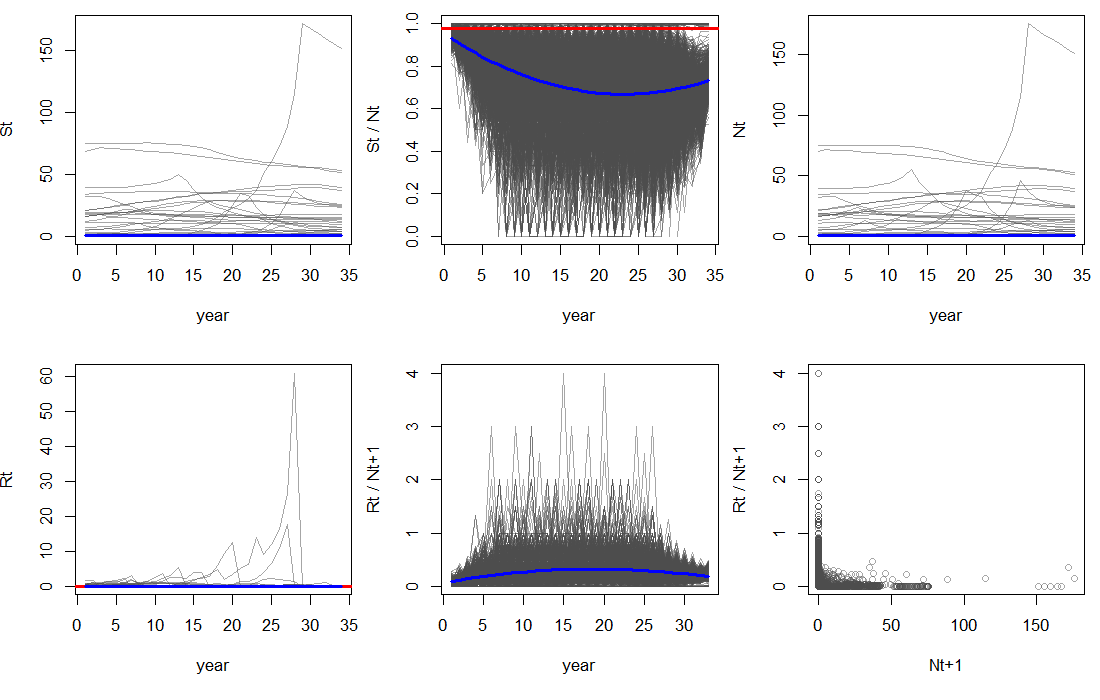 St
0 50 100 150
0 5 10 15 20 25 30 35
year
St / Nt
0.0 0.2 0.4 0.6 0.8 1.0
0 5 10 15 20 25 30 35
year
Nt
0 50 100 150
0 5 10 15 20 25 30 35
year
Rt
0 10 20 30 40 50 60
0 5 10 15 20 25 30 35
year
Rt / Nt+1
0 1 2 3 4
0 5 10 15 20 25 30
year
Rt / Nt+1
0 1 2 3 4
0 50 100 150
Nt+1